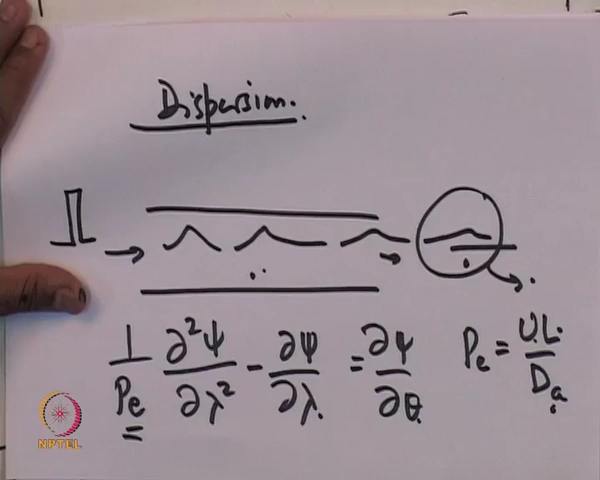 Dispersion.
1/Pe ∂²ψ/∂λ² - ∂ψ/∂λ = ∂ψ/∂θ Pe = UL/Da
NPTEL